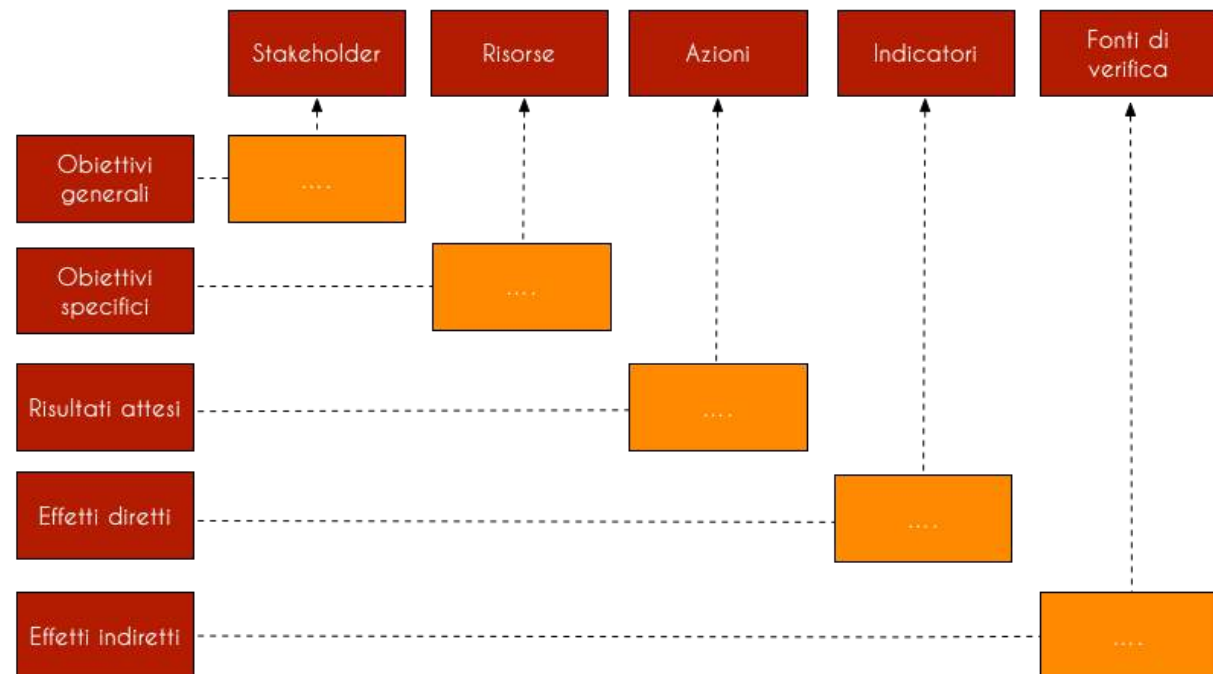 Stakeholder
Risorse
Azioni
Indicatori
Fonti di
verifica
Obiettivi
generali
....
Obiettivi
specifici
....
Risultati attesi
....
Effetti diretti
....
Effetti indiretti
....